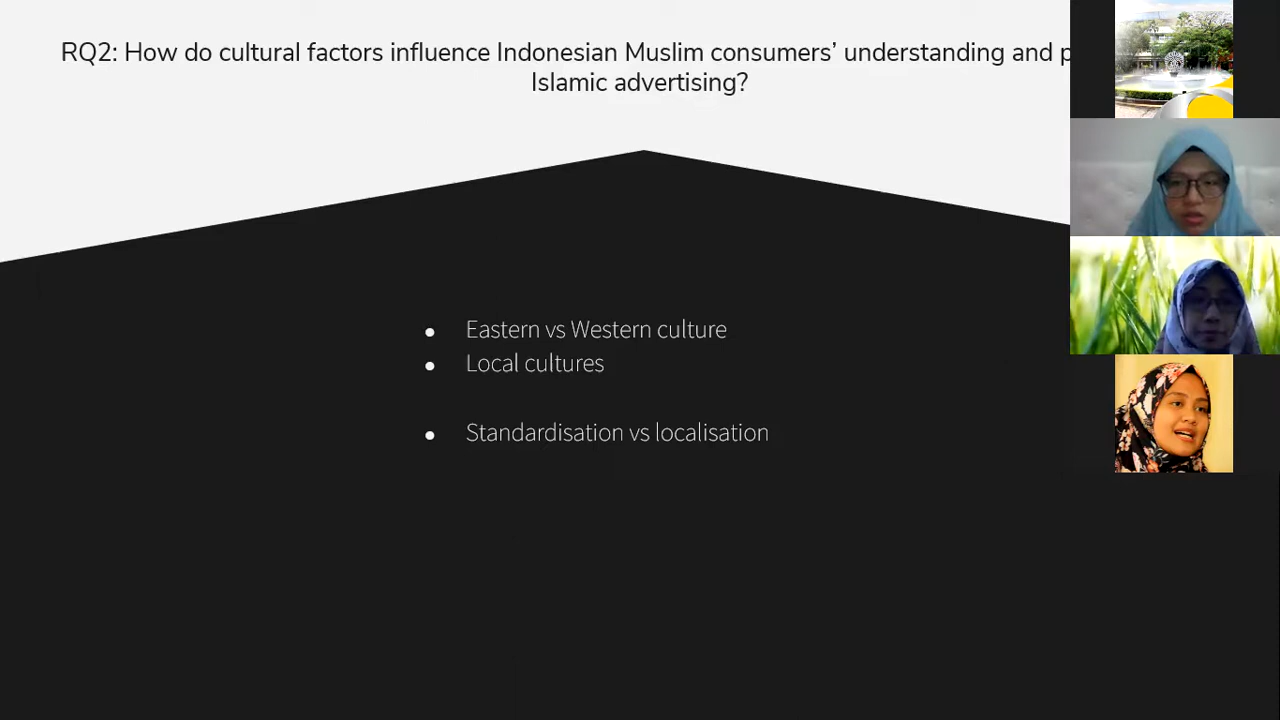 RQ2: How do cultural factors influence Indonesian Muslim consumers’ understanding and
Islamic advertising?
● Eastern vs Western culture
● Local cultures
● Standardisation vs localisation